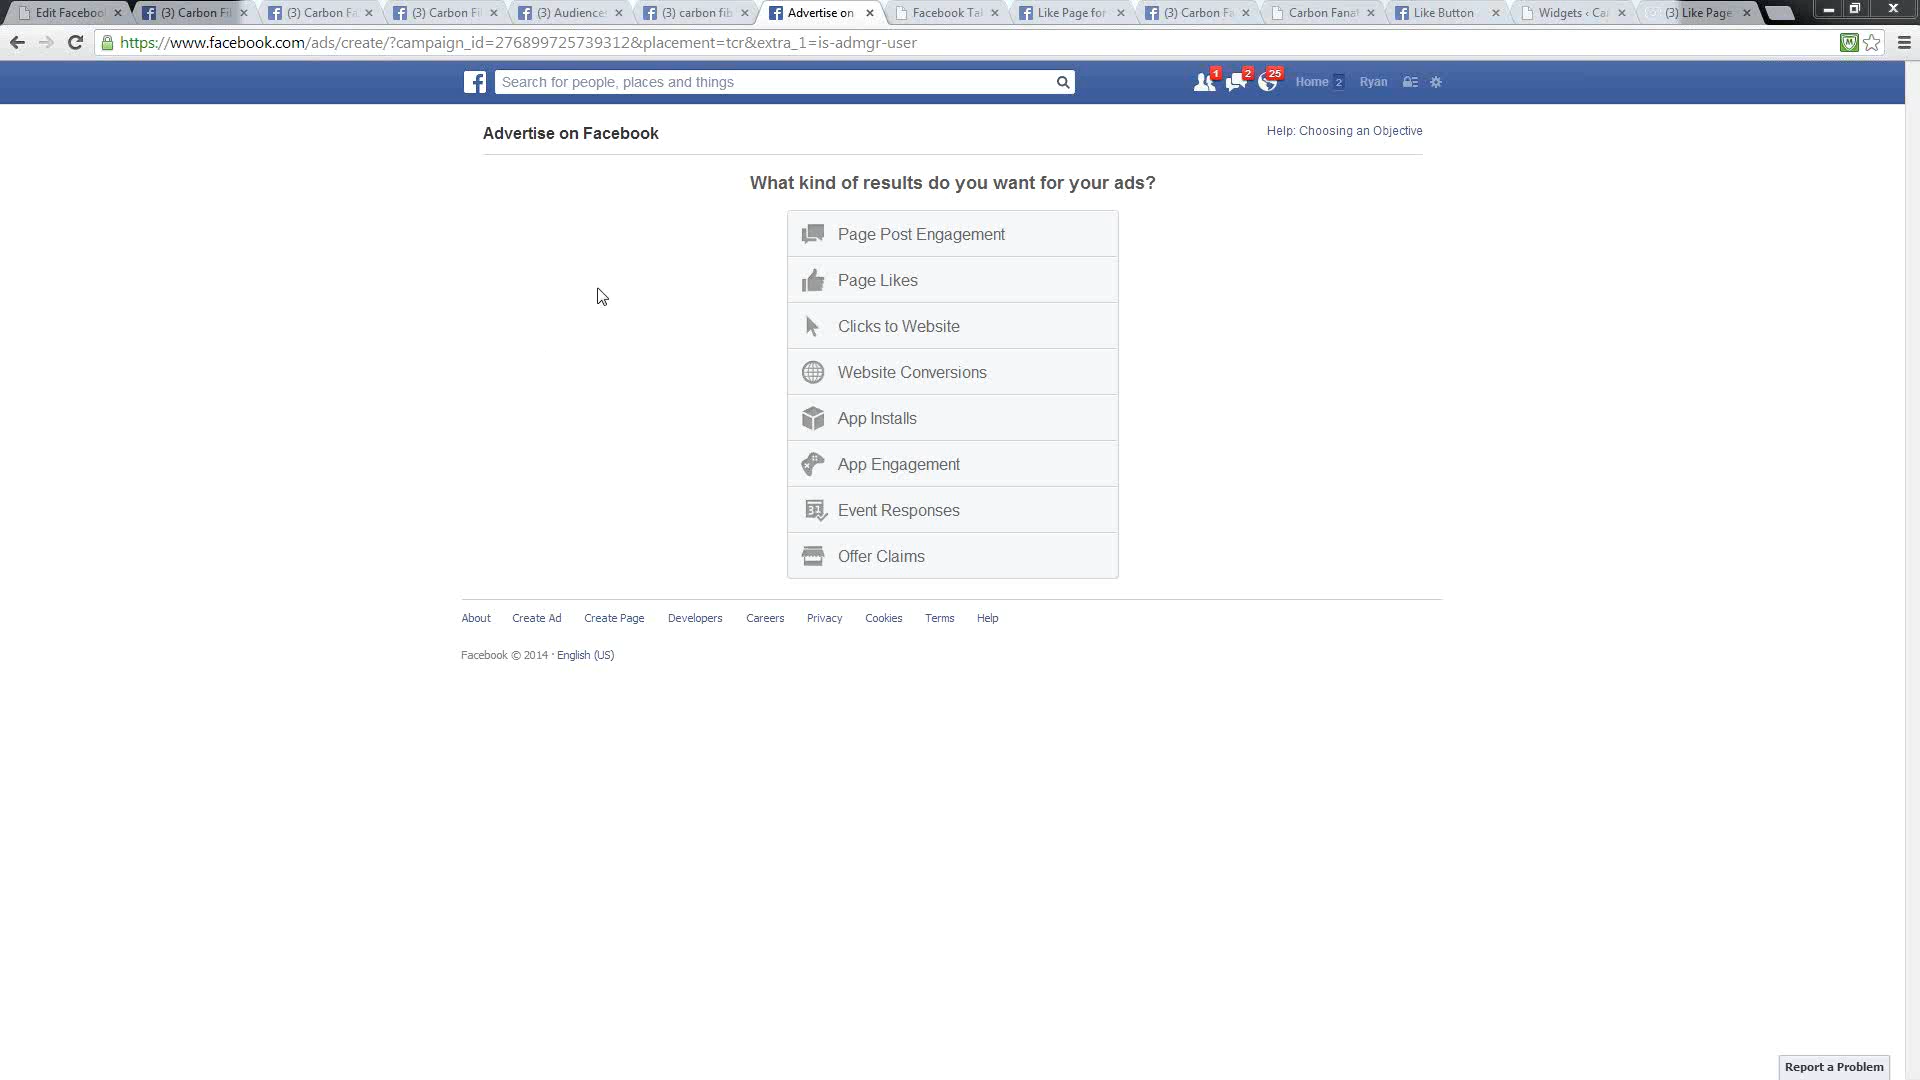 Edit Facebook (3) Carbon Fi (3) Carbon Fa (3) Carbon Fi (3) Audience (3) carbon fib Advertise on Facebook Ta Like Page for (3) Carbon Fa Carbon Fanat Like Button Widgets ‹ Ca (3) Like Page
https://www.facebook.com/ads/create/?campaign_id=276899725739312&placement=tcr&extra_1=is-admgr-user
Search for people, places and things 1 2 25 Home 2 Ryan
Advertise on Facebook Help: Choosing an Objective
What kind of results do you want for your ads?
Page Post Engagement
Page Likes
Clicks to Website
Website Conversions
App Installs
App Engagement
31 Event Responses
Offer Claims
About Create Ad Create Page Developers Careers Privacy Cookies Terms Help
Facebook © 2014 · English (US)
Report a Problem